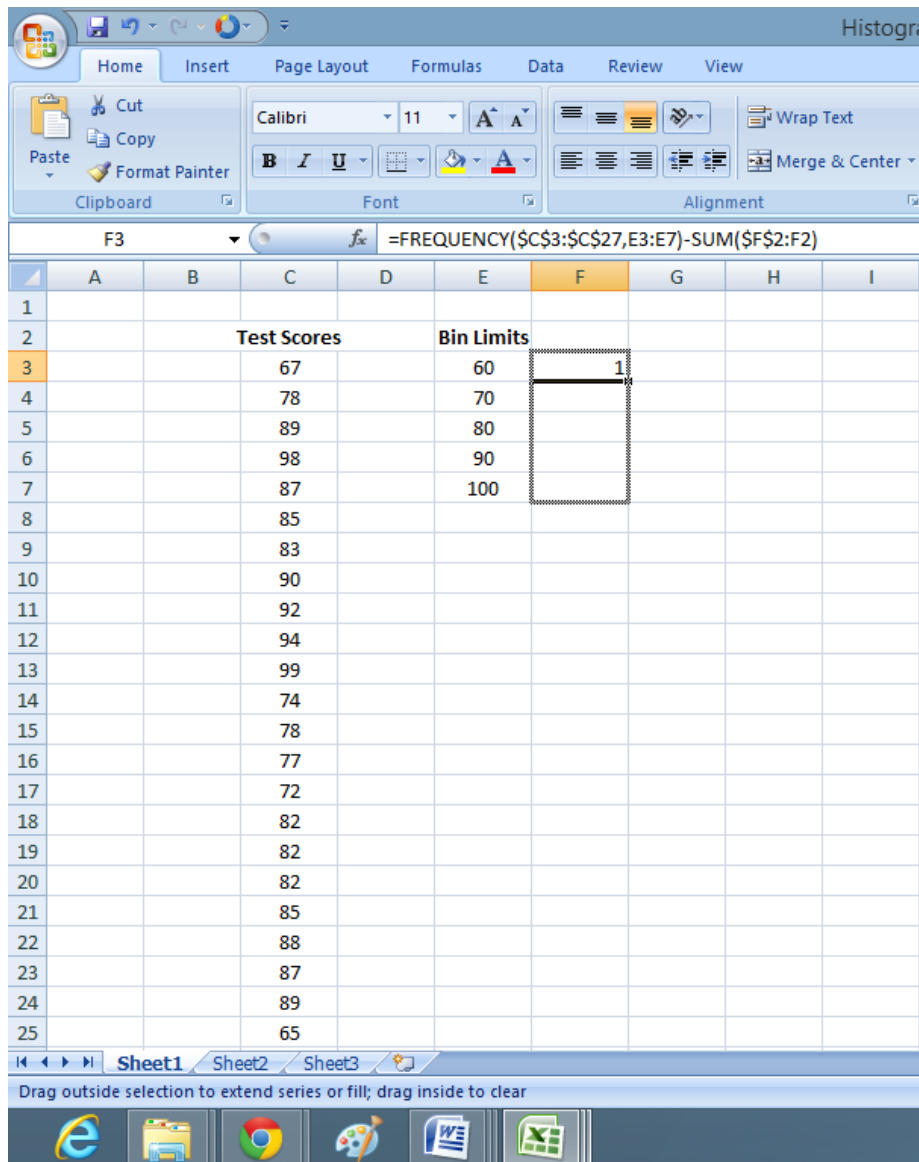 Histogra
Home Insert Page Layout Formulas Data Review View
Cut
Copy
Format Painter
Paste
Clipboard
Calibri 11 A A
B I U A
Font
Wrap Text
Merge & Center
Alignment
F3 fx =FREQUENCY($C$3:$C$27,E3:E7)-SUM($F$2:F2)
A B C D E F G H I
1
2 Test Scores Bin Limits
3 67 60 1
4 78 70
5 89 80
6 98 90
7 87 100
8 85
9 83
10 90
11 92
12 94
13 99
14 74
15 78
16 77
17 72
18 82
19 82
20 82
21 85
22 88
23 87
24 89
25 65
Sheet1 Sheet2 Sheet3
Drag outside selection to extend series or fill; drag inside to clear